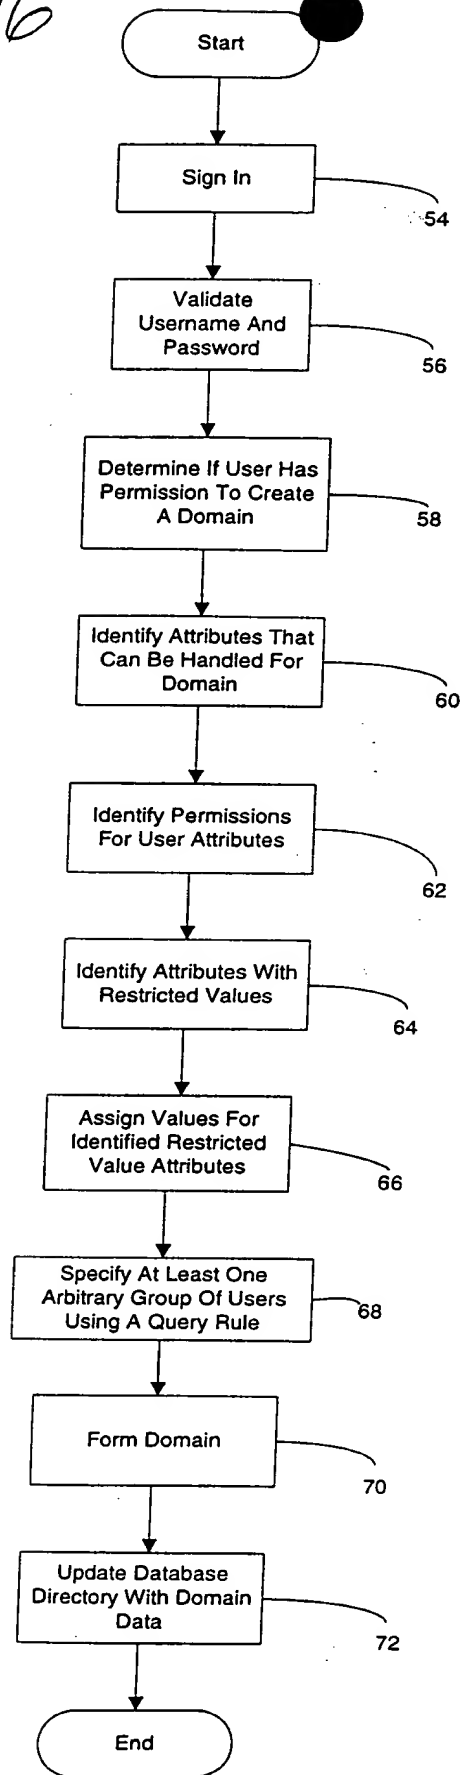 Start
Sign In
54
Validate
Username And
Password
56
Determine If User Has
Permission To Create
A Domain
58
Identify Attributes That
Can Be Handled For
Domain
60
Identify Permissions
For User Attributes
62
Identify Attributes With
Restricted Values
64
Assign Values For
Identified Restricted
Value Attributes
66
Specify At Least One
Arbitrary Group Of Users
Using A Query Rule
68
Form Domain
70
Update Database
Directory With Domain
Data
72
End